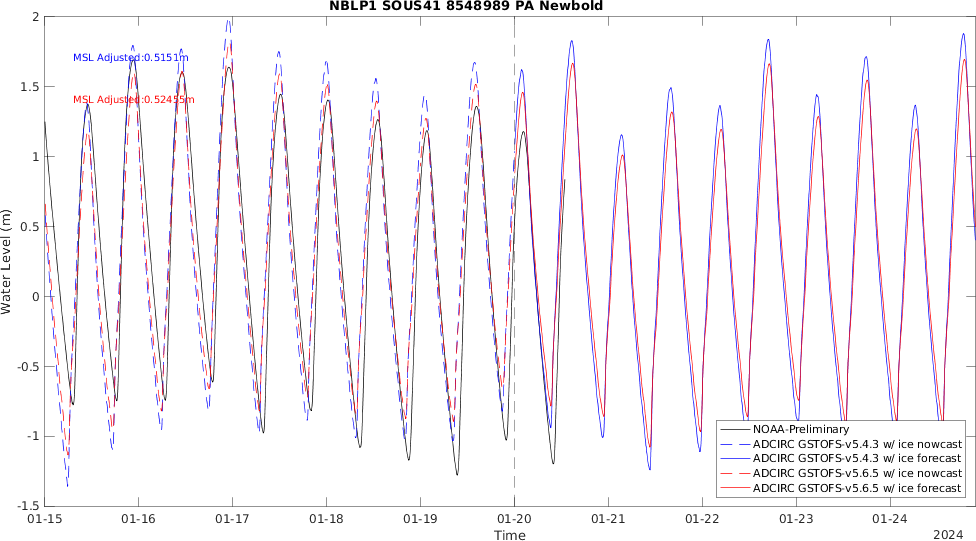 NBLP1 SOUS41 8548989 PA Newbold
2
1.5
1
0.5
0
-0.5
-1
-1.5
Water Level (m)
MSL Adjusted:0.5151m
MSL Adjusted:0.52455m
NOAA-Preliminary
ADCIRC GSTOFS-v5.4.3 w/ ice nowcast
ADCIRC GSTOFS-v5.4.3 w/ ice forecast
ADCIRC GSTOFS-v5.6.5 w/ ice nowcast
ADCIRC GSTOFS-v5.6.5 w/ ice forecast
01-15 01-16 01-17 01-18 01-19 01-20 01-21 01-22 01-23 01-24
Time
2024